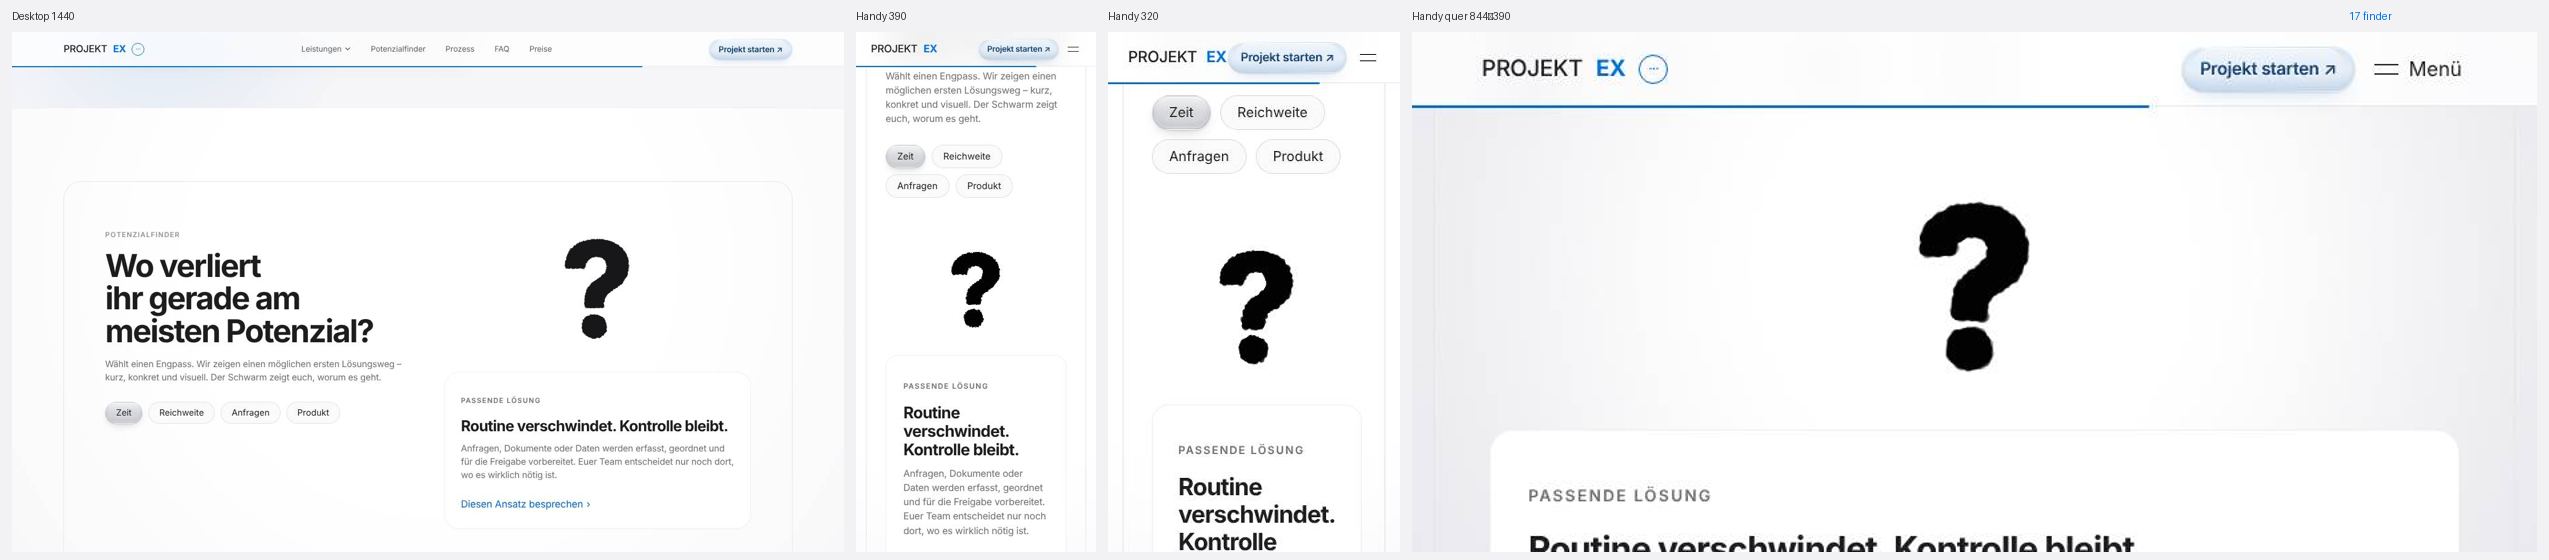 Desktop 1440
PROJEKT EX
Leistungen
Potenzialfinder
Prozess
FAQ
Preise
Projekt starten ↗
POTENZIALFINDER
Wo verliert
ihr gerade am
meisten Potenzial?
Wählt einen Engpass. Wir zeigen einen möglichen ersten Lösungsweg –
kurz, konkret und visuell. Der Schwarm zeigt euch, worum es geht.
Zeit
Reichweite
Anfragen
Produkt
?
PASSENDE LÖSUNG
Routine verschwindet. Kontrolle bleibt.
Anfragen, Dokumente oder Daten werden erfasst, geordnet und
für die Freigabe vorbereitet. Euer Team entscheidet nur noch dort,
wo es wirklich nötig ist.
Diesen Ansatz besprechen ›
Handy 390
PROJEKT EX
Projekt starten ↗
Wählt einen Engpass. Wir zeigen einen
möglichen ersten Lösungsweg – kurz,
konkret und visuell. Der Schwarm zeigt
euch, worum es geht.
Zeit
Reichweite
Anfragen
Produkt
?
PASSENDE LÖSUNG
Routine
verschwindet.
Kontrolle bleibt.
Anfragen, Dokumente oder
Daten werden erfasst, geordnet
und für die Freigabe vorbereitet.
Euer Team entscheidet nur noch
dort, wo es wirklich nötig ist.
Handy 320
PROJEKT EX
Projekt starten ↗
Zeit
Reichweite
Anfragen
Produkt
?
PASSENDE LÖSUNG
Routine
verschwindet.
Kontrolle
Handy quer 844 390
17 finder
PROJEKT EX
Projekt starten ↗
Menü
?
PASSENDE LÖSUNG
Routine verschwindet. Kontrolle bleibt.